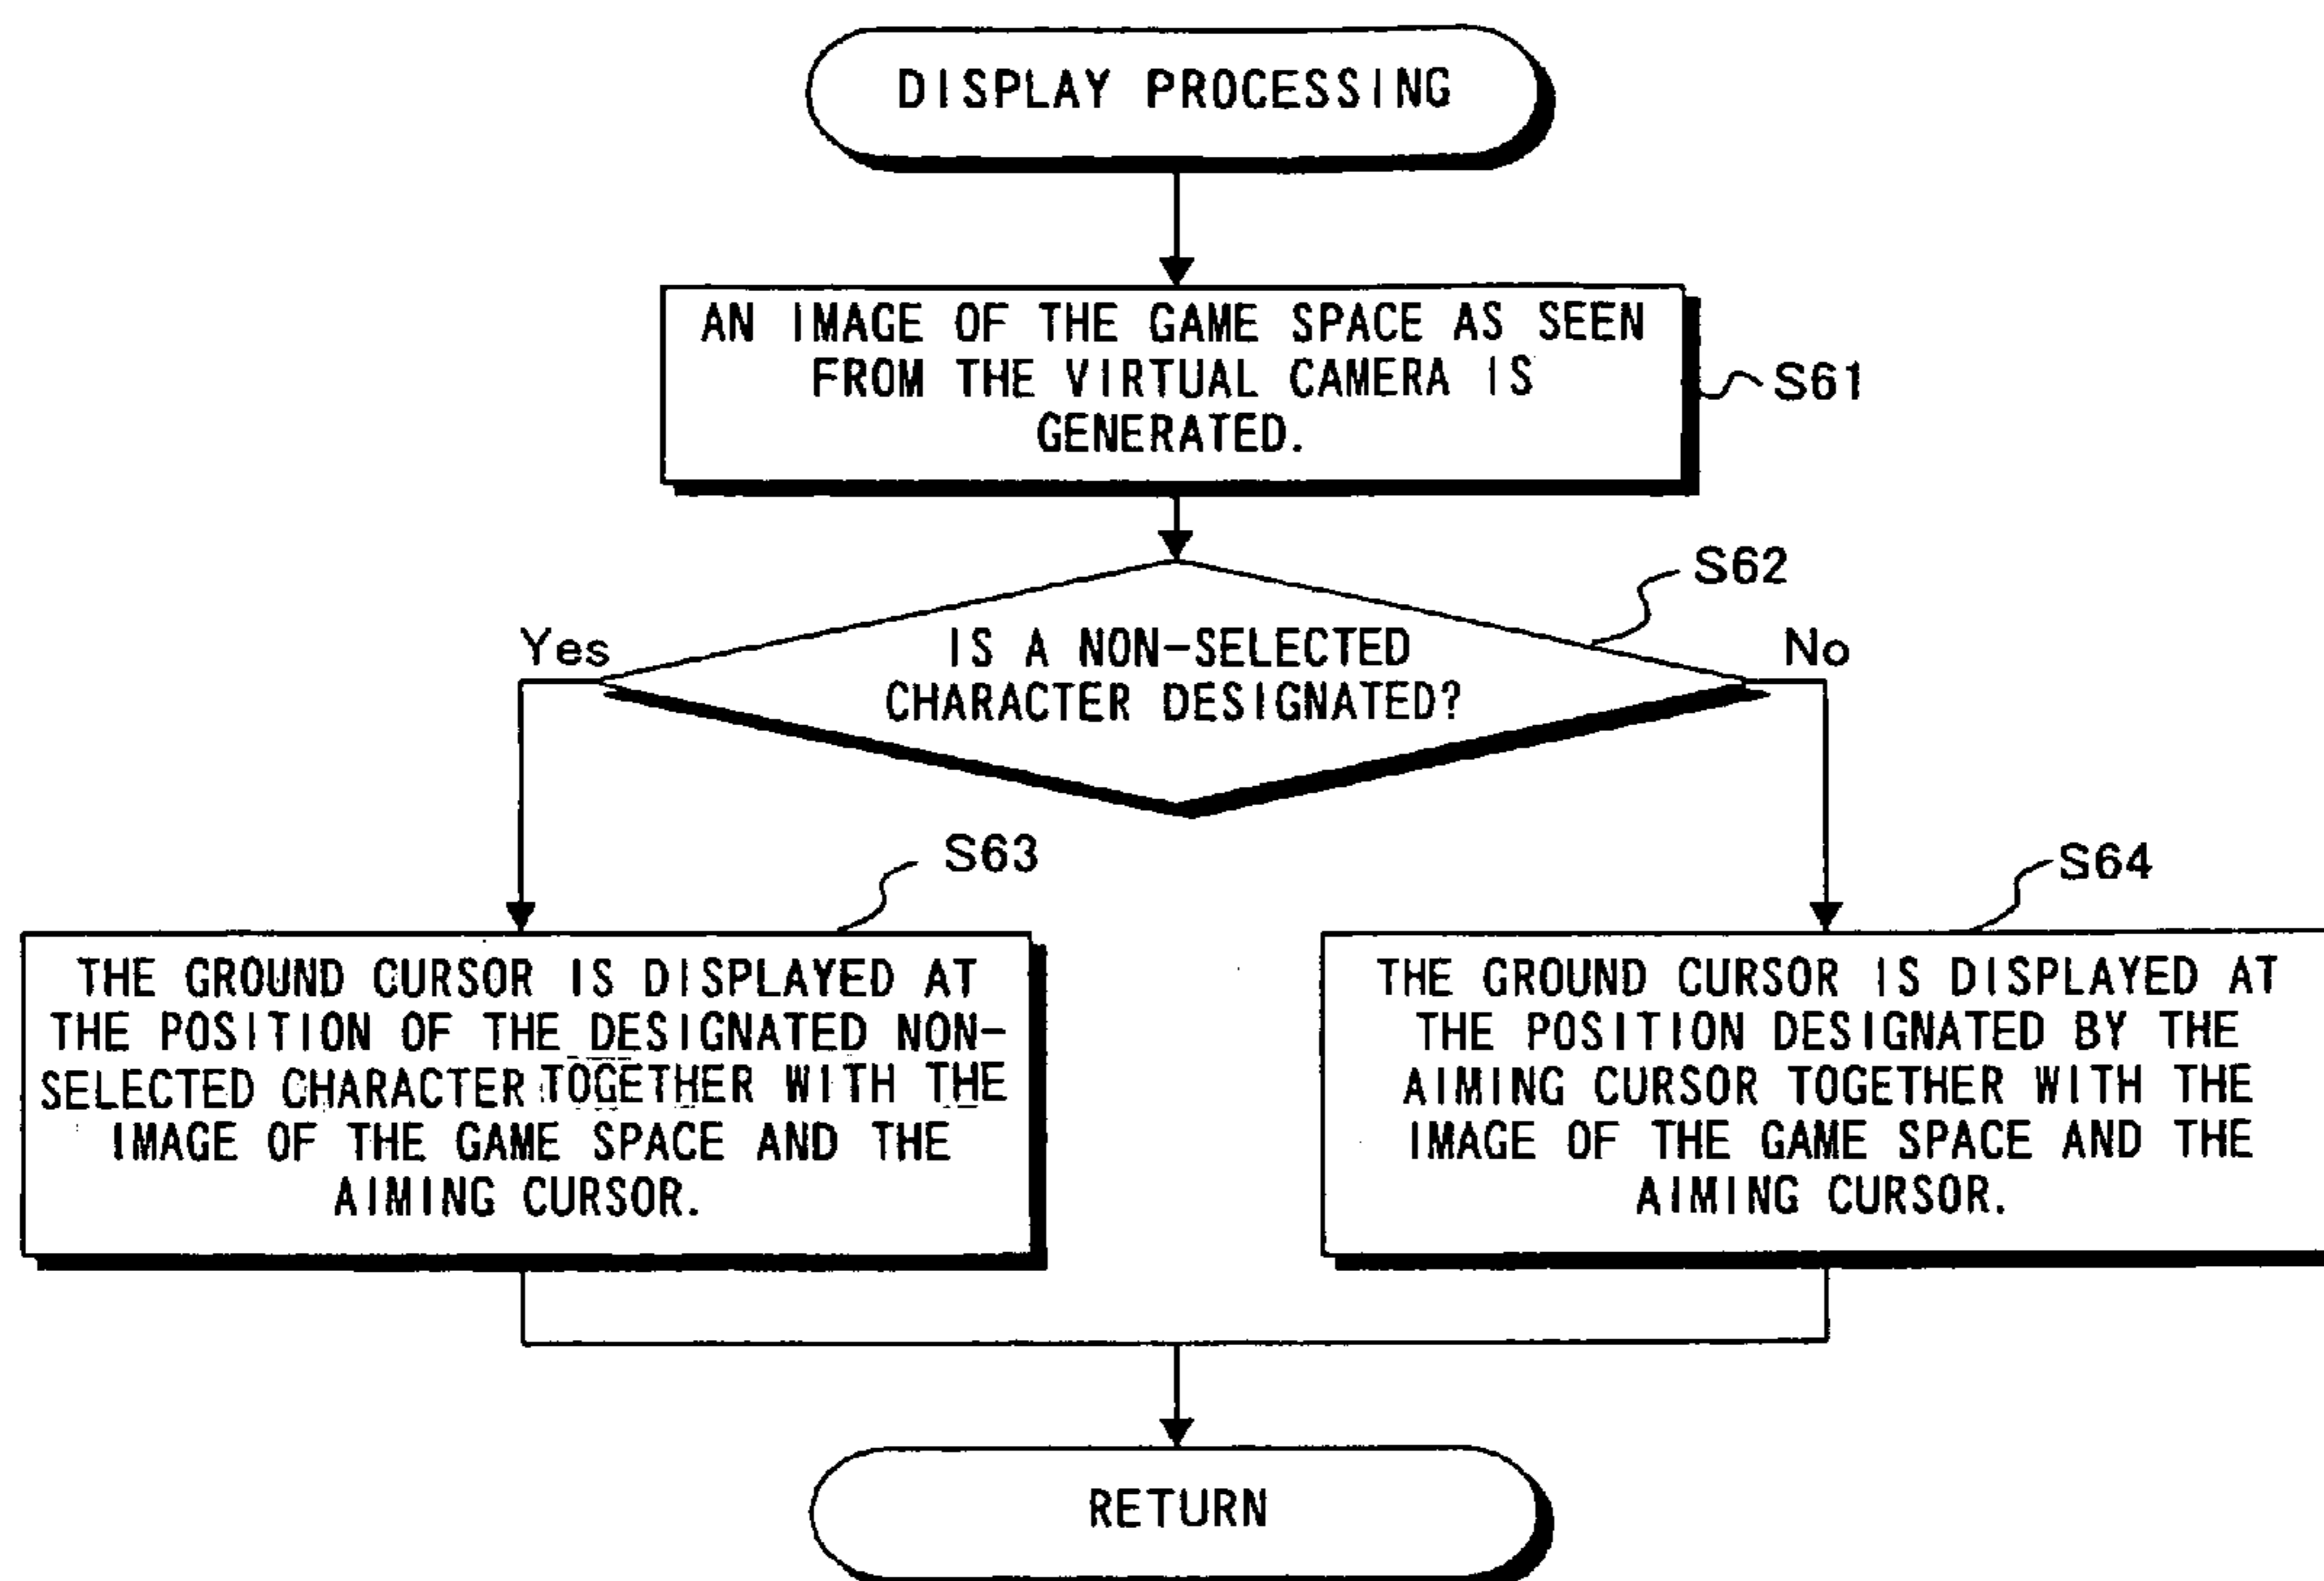 DISPLAY PROCESSING
AN IMAGE OF THE GAME SPACE AS SEEN
FROM THE VIRTUAL CAMERA IS
GENERATED.
S61
S62
Yes
IS A NON-SELECTED
CHARACTER DESIGNATED?
No
S63
S64
THE GROUND CURSOR IS DISPLAYED AT
THE POSITION OF THE DESIGNATED NON-
SELECTED CHARACTER TOGETHER WITH THE
IMAGE OF THE GAME SPACE AND THE
AIMING CURSOR.
THE GROUND CURSOR IS DISPLAYED AT
THE POSITION DESIGNATED BY THE
AIMING CURSOR TOGETHER WITH THE
IMAGE OF THE GAME SPACE AND THE
AIMING CURSOR.
RETURN